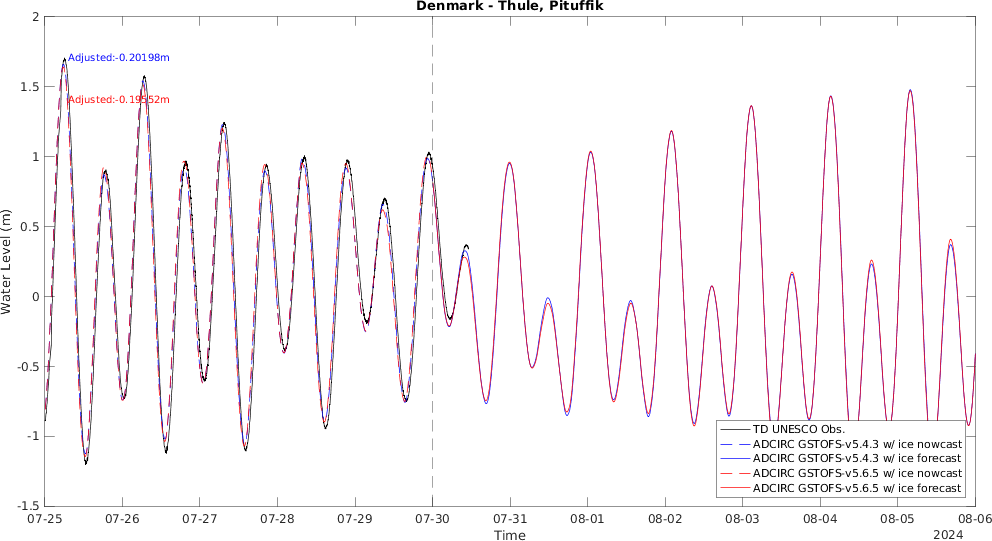 Denmark - Thule, Pituffik
2
1.5
1
0.5
0
-0.5
-1
-1.5
Water Level (m)
Adjusted:-0.20198m
Adjusted:-0.19552m
TD UNESCO Obs.
ADCIRC GSTOFS-v5.4.3 w/ ice nowcast
ADCIRC GSTOFS-v5.4.3 w/ ice forecast
ADCIRC GSTOFS-v5.6.5 w/ ice nowcast
ADCIRC GSTOFS-v5.6.5 w/ ice forecast
07-25 07-26 07-27 07-28 07-29 07-30 07-31 08-01 08-02 08-03 08-04 08-05 08-06
Time
2024